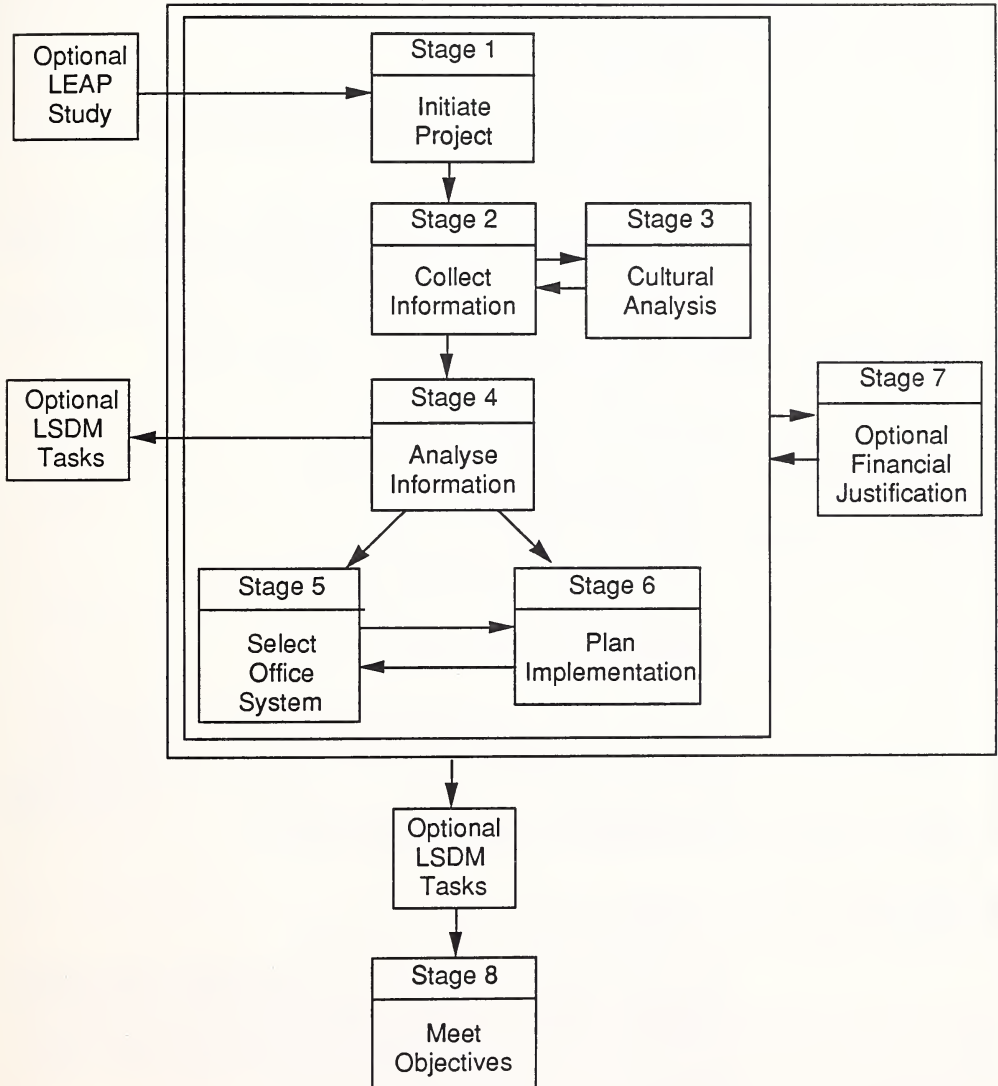 Optional
LEAP
Study
Stage 1
Initiate
Project
Stage 2
Collect
Information
Stage 3
Cultural
Analysis
Optional
LSDM
Tasks
Stage 4
Analyse
Information
Stage 7
Optional
Financial
Justification
Stage 5
Select
Office
System
Stage 6
Plan
Implementation
Optional
LSDM
Tasks
Stage 8
Meet
Objectives